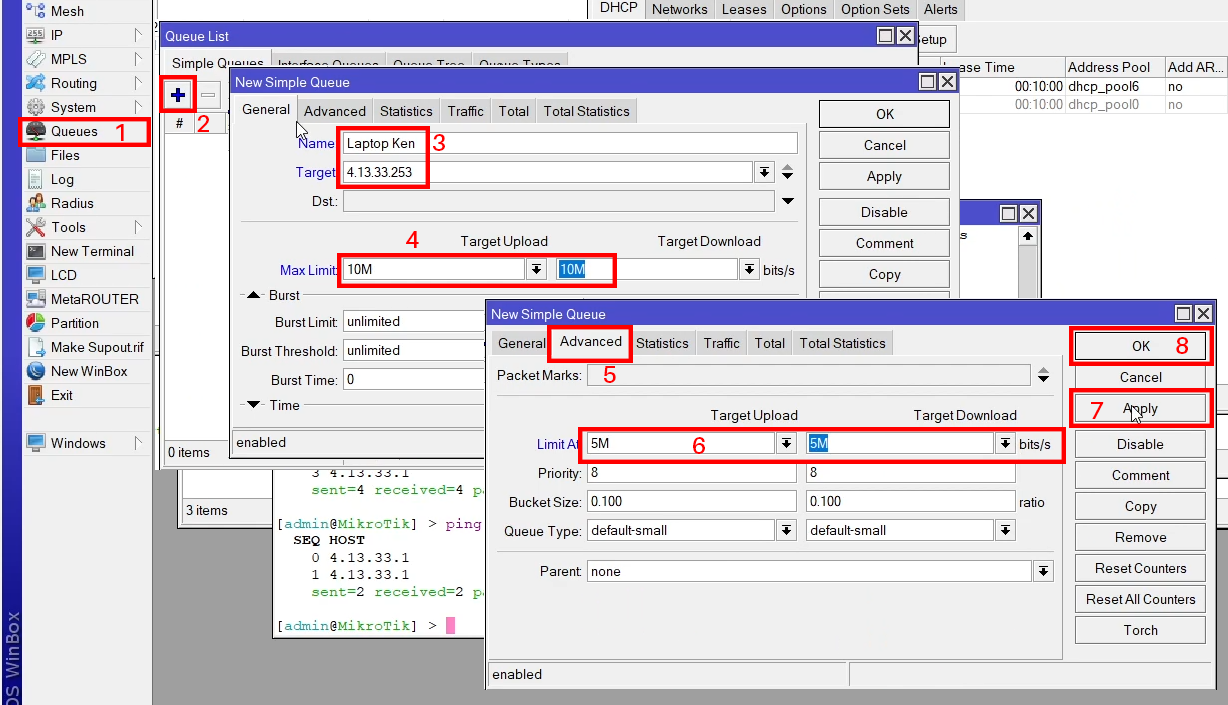 Mesh
IP
MPLS
Routing
System
Queues 1
Files
Log
Radius
Tools
New Terminal
LCD
MetaROUTER
Partition
Make Supout.rif
New WinBox
Exit
Windows
OS WinBox
DHCP Networks Leases Options Option Sets Alerts
Lease Time Address Pool Add AR...
00:10:00 dhcp_pool6 no
00:10:00 dhcp_pool0 no
Queue List
Simple Queues Interface Queues Queue Tree Queue Types
# 2
0 items
3 items
New Simple Queue
General Advanced Statistics Traffic Total Total Statistics
Name: Laptop Ken 3
Target: 4.13.33.253
Dst.:
4 Target Upload Target Download
Max Limit: 10M 10M bits/s
Burst
Burst Limit: unlimited
Burst Threshold: unlimited
Burst Time: 0
Time
enabled
OK
Cancel
Apply
Disable
Comment
Copy
3 4.13.33.1
sent=4 received=4
[admin@MikroTik] > ping
SEQ HOST
0 4.13.33.1
1 4.13.33.1
sent=2 received=2
[admin@MikroTik] >
New Simple Queue
General Advanced Statistics Traffic Total Total Statistics
Packet Marks: 5
Target Upload Target Download
Limit At: 5M 6 5M bits/s
Priority: 8 8
Bucket Size: 0.100 0.100 ratio
Queue Type: default-small default-small
Parent: none
enabled
OK 8
Cancel
7 Apply
Disable
Comment
Copy
Remove
Reset Counters
Reset All Counters
Torch